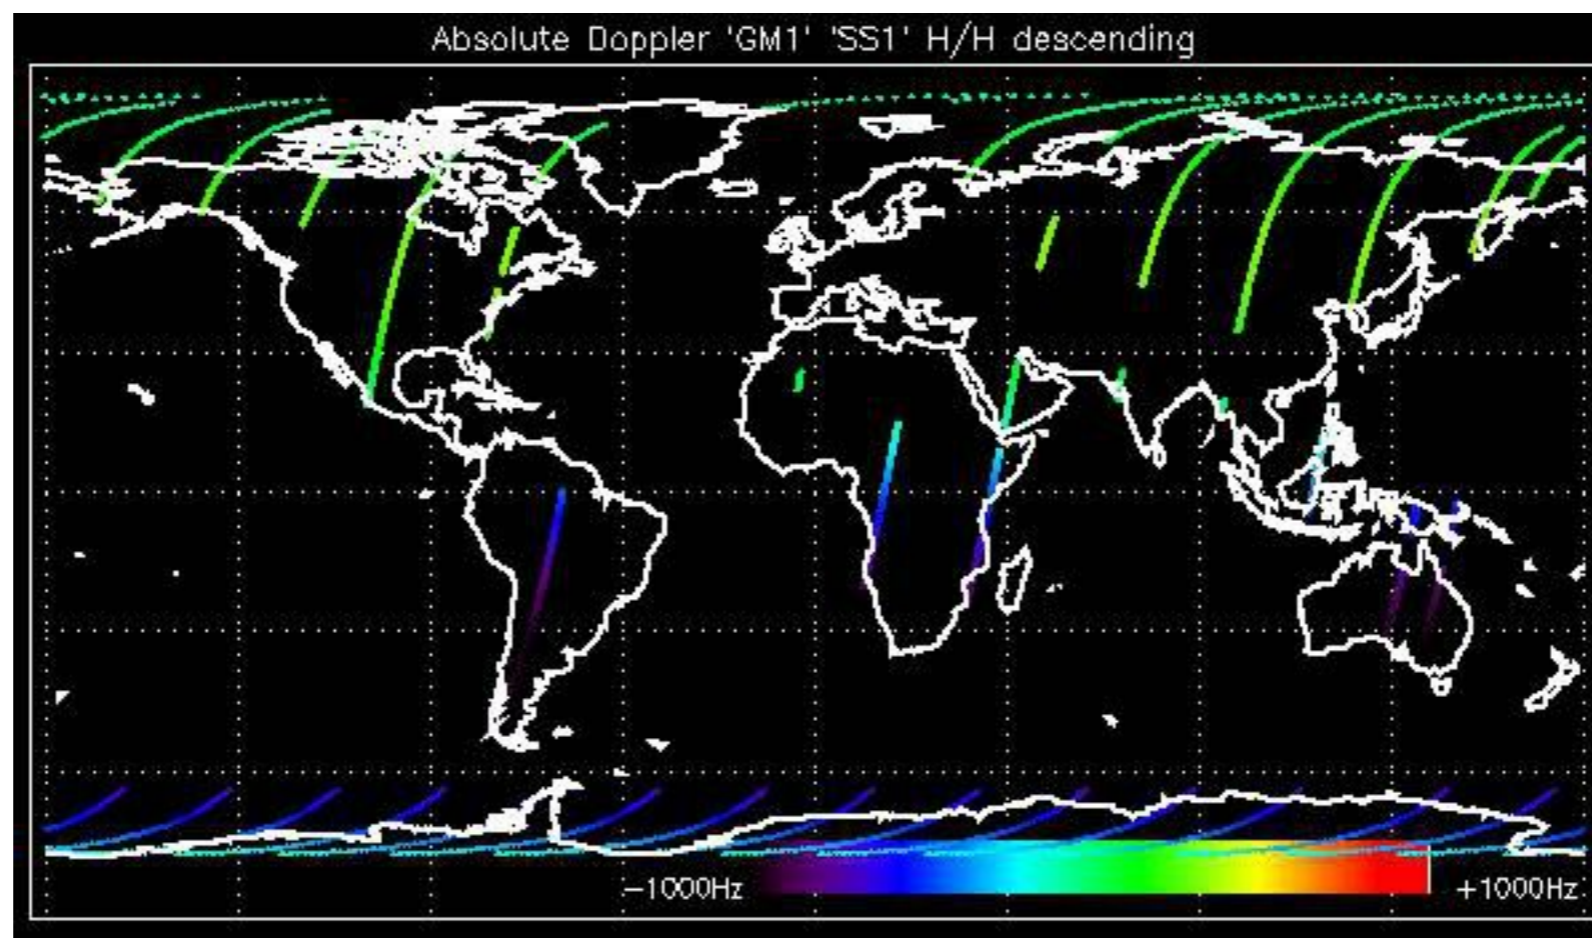 Absolute Doppler 'GM1' 'SS1' H/H descending
−1000Hz
+1000Hz